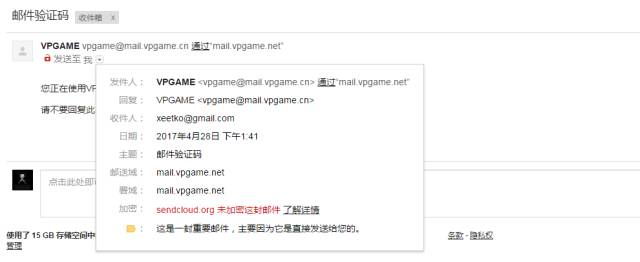 邮件验证码 收件箱 x
VPGAME vpgame@mail.vpgame.cn 通过"mail.vpgame.net"
发送至 我
您正在使用VP
请不要回复此
发件人： VPGAME <vpgame@mail.vpgame.cn> 通过"mail.vpgame.net"
回复： VPGAME <vpgame@mail.vpgame.cn>
收件人： xeetko@gmail.com
日期： 2017年4月28日 下午1:41
主题： 邮件验证码
邮送域： mail.vpgame.net
署域： mail.vpgame.net
加密： sendcloud.org 未加密这封邮件 了解详情
： 这是一封重要邮件，主要因为它是直接发送给您的。
点击此处即
使用了 15 GB 存储空间中
管理
条款 - 隐私权